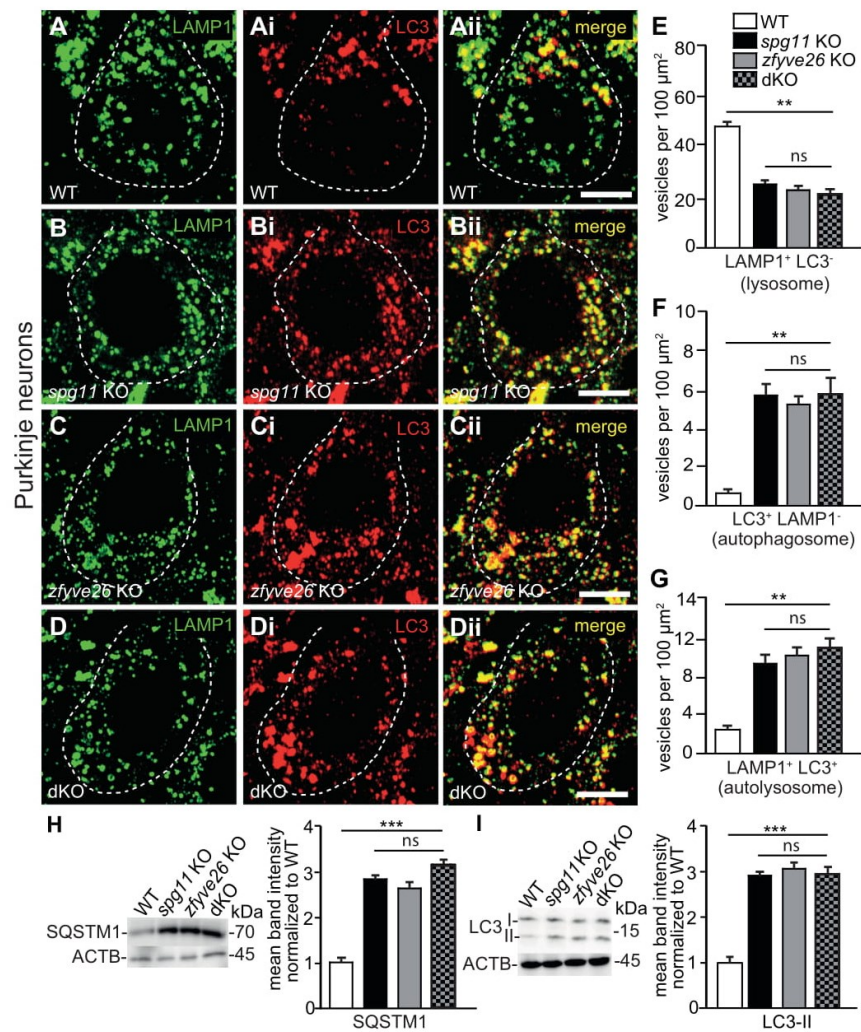 Purkinje neurons
A LAMP1
WT
Ai LC3
WT
Aii merge
WT
B LAMP1
spg11 KO
Bi LC3
spg11 KO
Bii merge
spg11 KO
C LAMP1
zfyve26 KO
Ci LC3
zfyve26 KO
Cii merge
zfyve26 KO
D LAMP1
dKO
Di LC3
dKO
Dii merge
dKO
E
WT
spg11 KO
zfyve26 KO
dKO
vesicles per 100 µm²
80
60
40
20
0
**
ns
LAMP1⁺ LC3⁻
(lysosome)
F
vesicles per 100 µm²
10
8
6
4
2
0
**
ns
LC3⁺ LAMP1⁻
(autophagosome)
G
vesicles per 100 µm²
14
12
8
4
0
**
ns
LAMP1⁺ LC3⁺
(autolysosome)
H
WT
spg11 KO
zfyve26 KO
dKO
kDa
SQSTM1 -70
ACTB- -45
mean band intensity
normalized to WT
4
3
2
1
0
***
ns
SQSTM1
I
WT
spg11 KO
zfyve26 KO
dKO
kDa
LC3 I-
II-
-15
ACTB- -45
mean band intensity
normalized to WT
4
3
2
1
0
***
ns
LC3-II